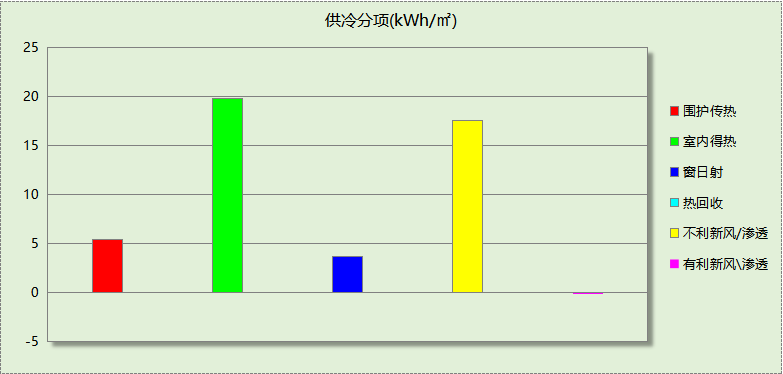 供冷分项(kWh/㎡)
25
20
15
10
5
0
-5
围护传热
室内得热
窗日射
热回收
不利新风/渗透
有利新风\渗透